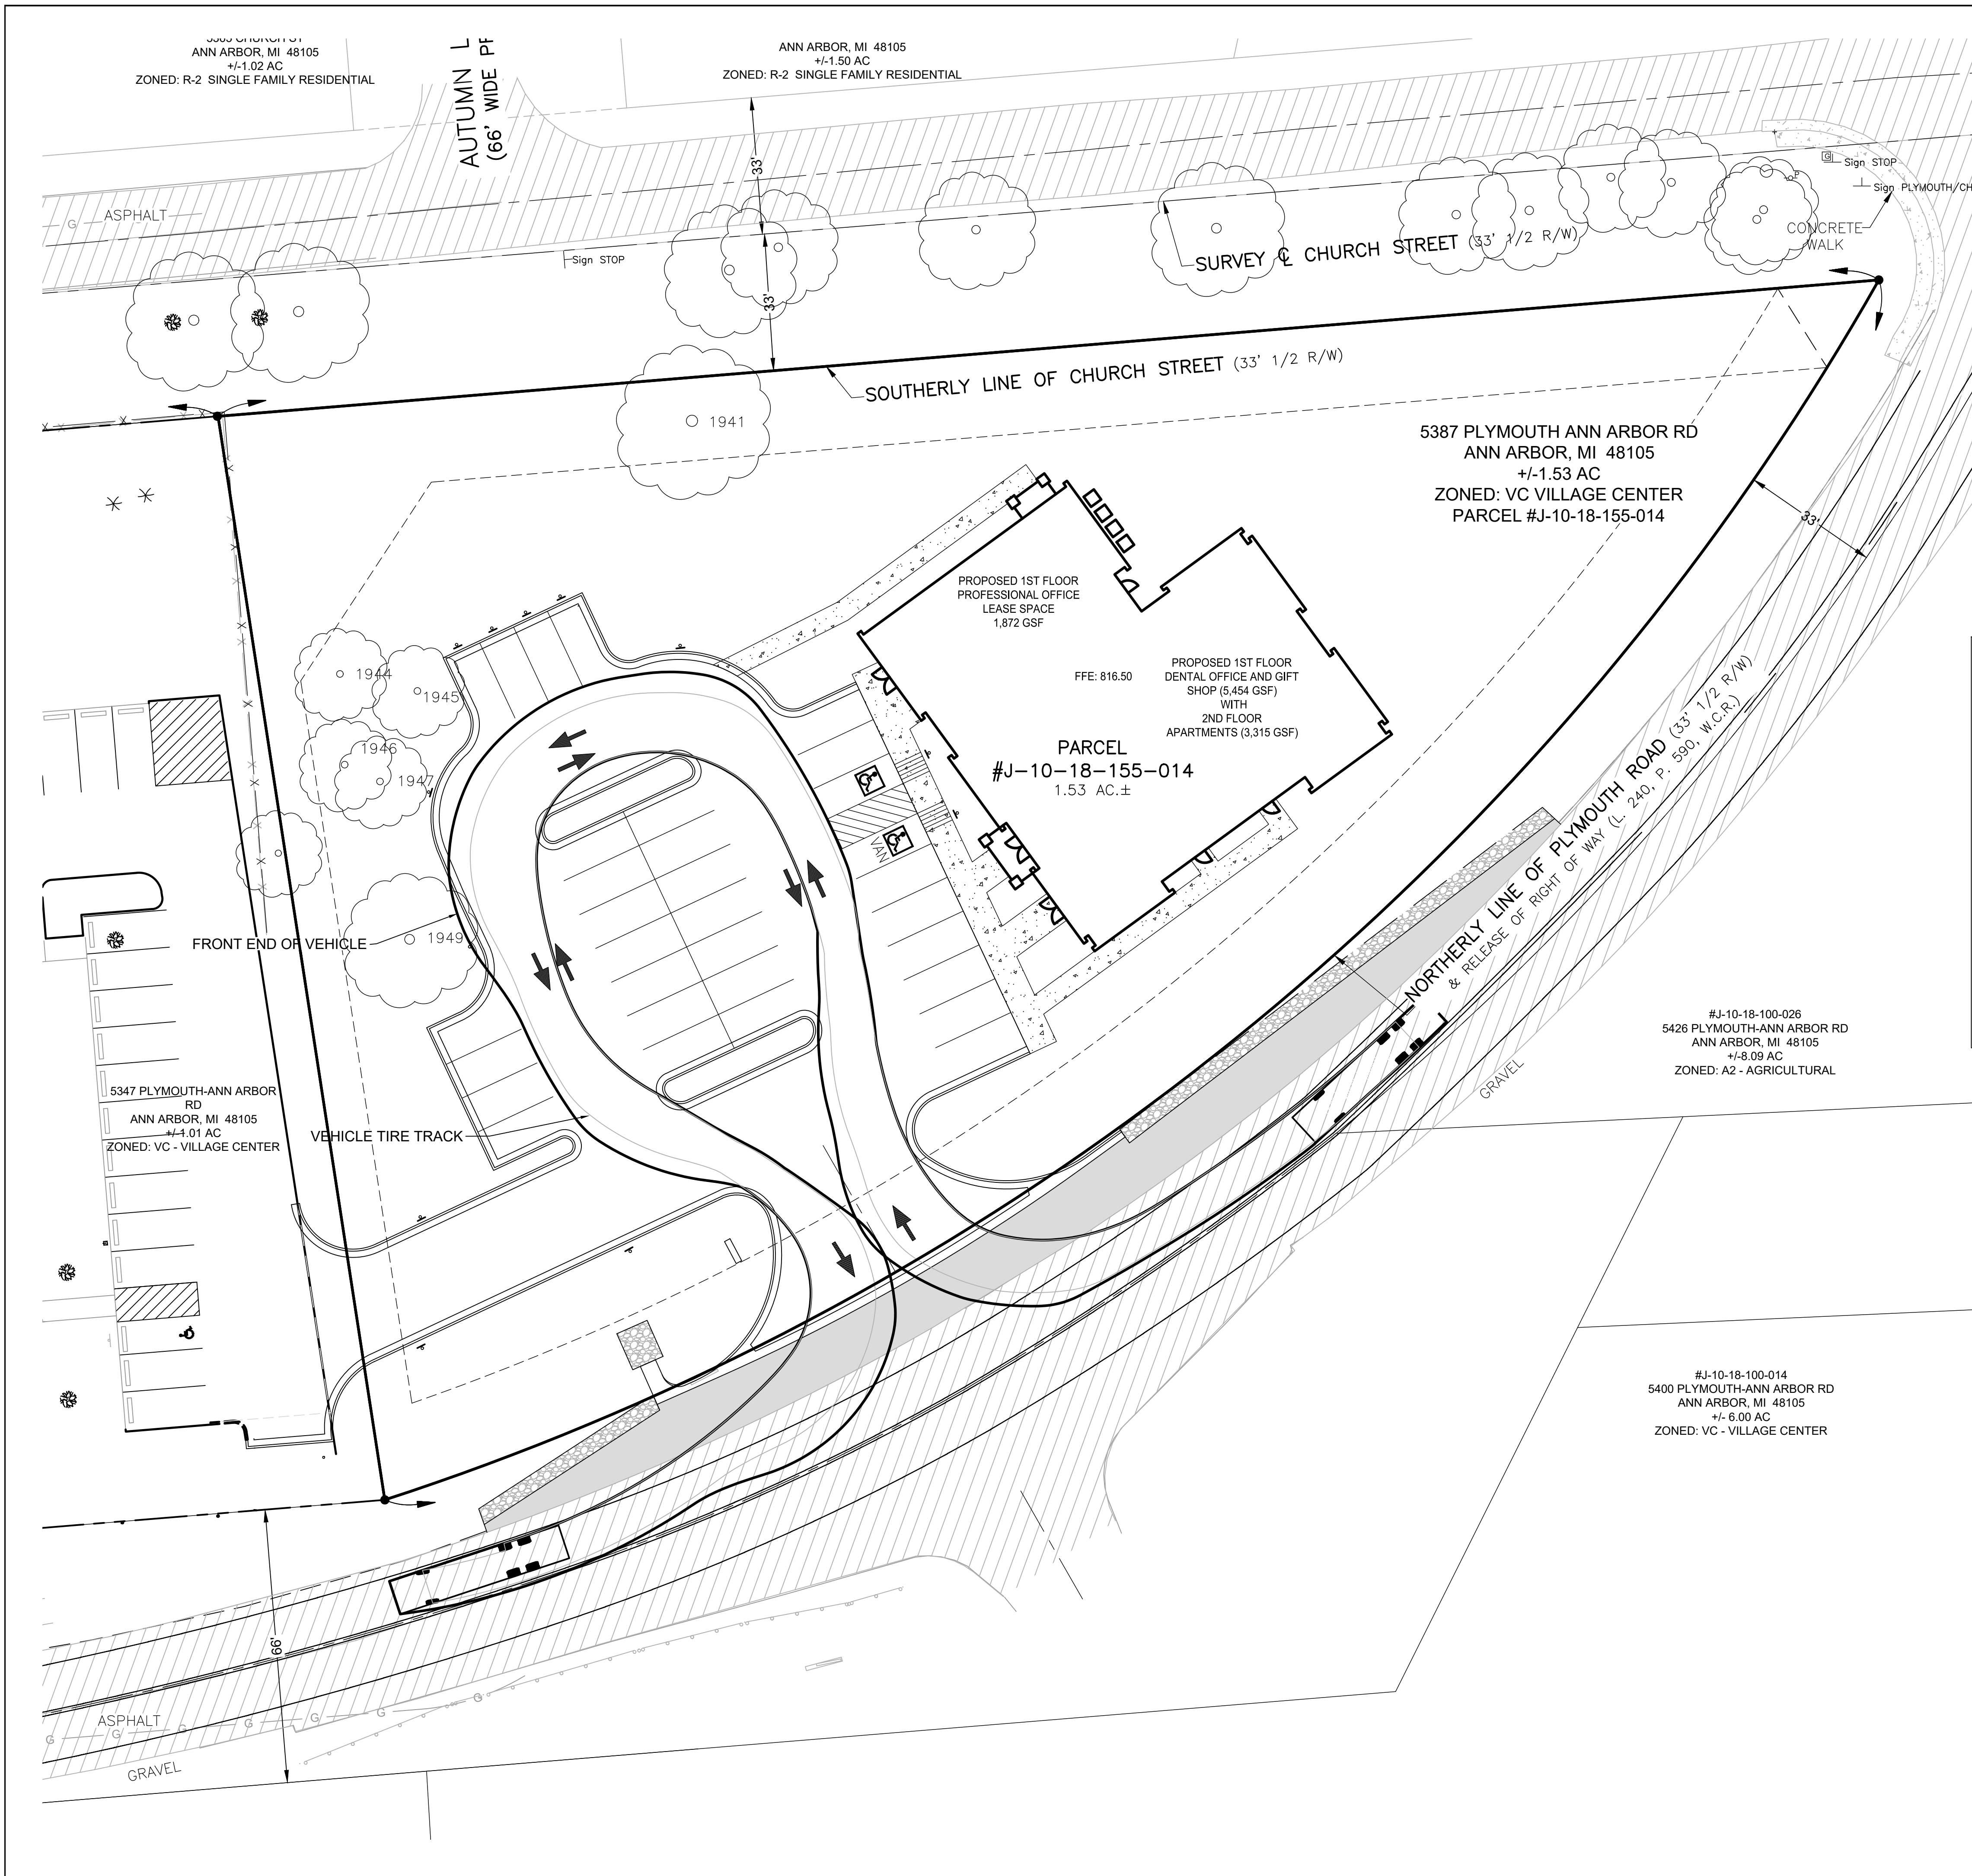 ANN ARBOR, MI 48105
+/-1.02 AC
ZONED: R-2 SINGLE FAMILY RESIDENTIAL
AUTUMN
(66' WIDE
ANN ARBOR, MI 48105
+/-1.50 AC
ZONED: R-2 SINGLE FAMILY RESIDENTIAL
33'
33'
G
ASPHALT
Sign STOP
G
Sign STOP
Sign PLYMOUTH/CH
P
CONCRETE
WALK
SURVEY ℄ CHURCH STREET (33' 1/2 R/W)
SOUTHERLY LINE OF CHURCH STREET (33' 1/2 R/W)
1941
5387 PLYMOUTH ANN ARBOR RD
ANN ARBOR, MI 48105
+/-1.53 AC
ZONED: VC VILLAGE CENTER
PARCEL #J-10-18-155-014
33'
PROPOSED 1ST FLOOR
PROFESSIONAL OFFICE
LEASE SPACE
1,872 GSF
FFE: 816.50
PROPOSED 1ST FLOOR
DENTAL OFFICE AND GIFT
SHOP (5,454 GSF)
WITH
2ND FLOOR
APARTMENTS (3,315 GSF)
PARCEL
#J-10-18-155-014
1.53 AC.±
1944
1945
1946
1947
1949
VAN
FRONT END OF VEHICLE
VEHICLE TIRE TRACK
NORTHERLY LINE OF PLYMOUTH ROAD (33' 1/2 R/W)
& RELEASE OF RIGHT OF WAY (L. 240, P. 590, W.C.R.)
GRAVEL
#J-10-18-100-026
5426 PLYMOUTH-ANN ARBOR RD
ANN ARBOR, MI 48105
+/-8.09 AC
ZONED: A2 - AGRICULTURAL
5347 PLYMOUTH-ANN ARBOR
RD
ANN ARBOR, MI 48105
+/-1.01 AC
ZONED: VC - VILLAGE CENTER
#J-10-18-100-014
5400 PLYMOUTH-ANN ARBOR RD
ANN ARBOR, MI 48105
+/- 6.00 AC
ZONED: VC - VILLAGE CENTER
66'
ASPHALT
G G G G G G G
GRAVEL